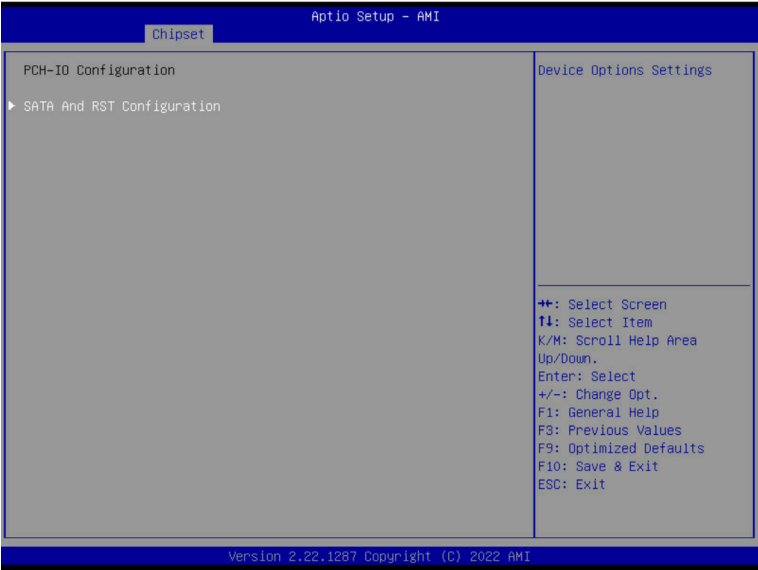 Aptio Setup – AMI
Chipset
PCH-IO Configuration
SATA And RST Configuration
Device Options Settings
→←: Select Screen
↑↓: Select Item
K/M: Scroll Help Area
Up/Down.
Enter: Select
+/-: Change Opt.
F1: General Help
F3: Previous Values
F9: Optimized Defaults
F10: Save & Exit
ESC: Exit
Version 2.22.1287 Copyright (C) 2022 AMI